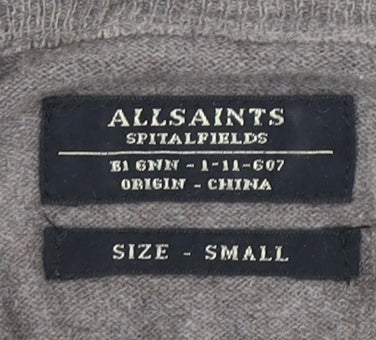 ALLSAINTS
SPITALFIELDS
E1 6NN - 1-11-607
ORIGIN - CHINA
SIZE - SMALL